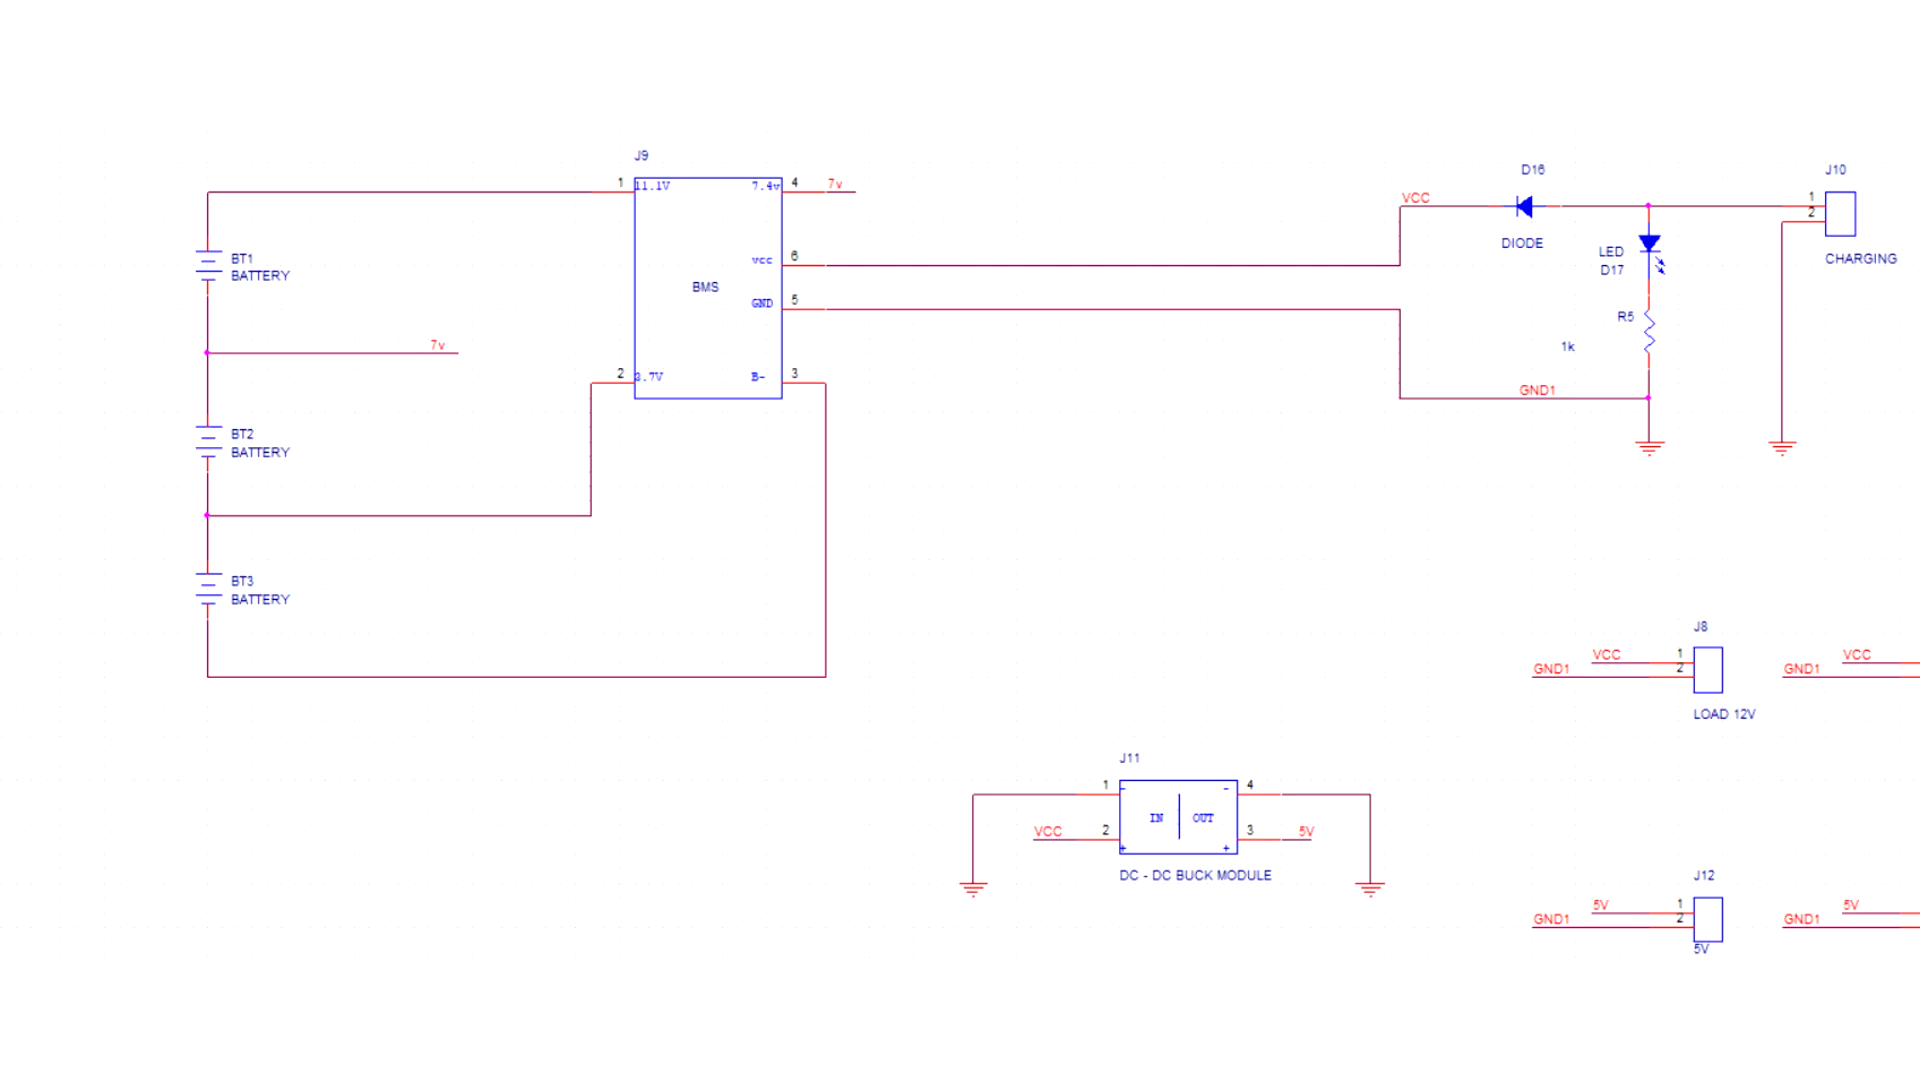 J9
1
11.1V
7.4v
4
7v
BT1
BATTERY
vcc
6
BMS
GND
5
7v
2
3.7V
B-
3
BT2
BATTERY
BT3
BATTERY
D16
J10
VCC
1
2
DIODE
LED
D17
CHARGING
R5
1k
GND1
J8
VCC
1
GND1
2
LOAD 12V
VCC
GND1
J11
1
-
-
4
IN
OUT
VCC
2
+
+
3
5V
DC - DC BUCK MODULE
J12
5V
1
GND1
2
5V
5V
GND1